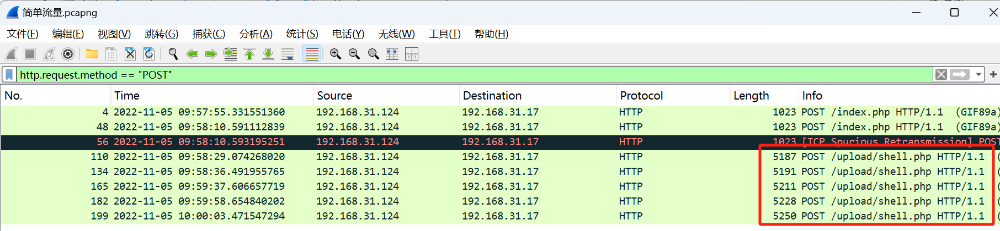 简单流量.pcapng
文件(F) 编辑(E) 视图(V) 跳转(G) 捕获(C) 分析(A) 统计(S) 电话(Y) 无线(W) 工具(T) 帮助(H)
http.request.method == "POST"
No. Time Source Destination Protocol Length Info
4 2022-11-05 09:57:55.331551360 192.168.31.124 192.168.31.17 HTTP 1023 POST /index.php HTTP/1.1 (GIF89a)
48 2022-11-05 09:58:10.591112839 192.168.31.124 192.168.31.17 HTTP 1023 POST /index.php HTTP/1.1 (GIF89a)
56 2022-11-05 09:58:10.593195251 192.168.31.124 192.168.31.17 HTTP 1023 [TCP Spurious Retransmission] POST
110 2022-11-05 09:58:29.074268020 192.168.31.124 192.168.31.17 HTTP 5187 POST /upload/shell.php HTTP/1.1 (
134 2022-11-05 09:58:36.491955765 192.168.31.124 192.168.31.17 HTTP 5191 POST /upload/shell.php HTTP/1.1 (
165 2022-11-05 09:59:37.606657719 192.168.31.124 192.168.31.17 HTTP 5211 POST /upload/shell.php HTTP/1.1 (
182 2022-11-05 09:59:58.654840202 192.168.31.124 192.168.31.17 HTTP 5228 POST /upload/shell.php HTTP/1.1 (
199 2022-11-05 10:00:03.471547294 192.168.31.124 192.168.31.17 HTTP 5250 POST /upload/shell.php HTTP/1.1 (